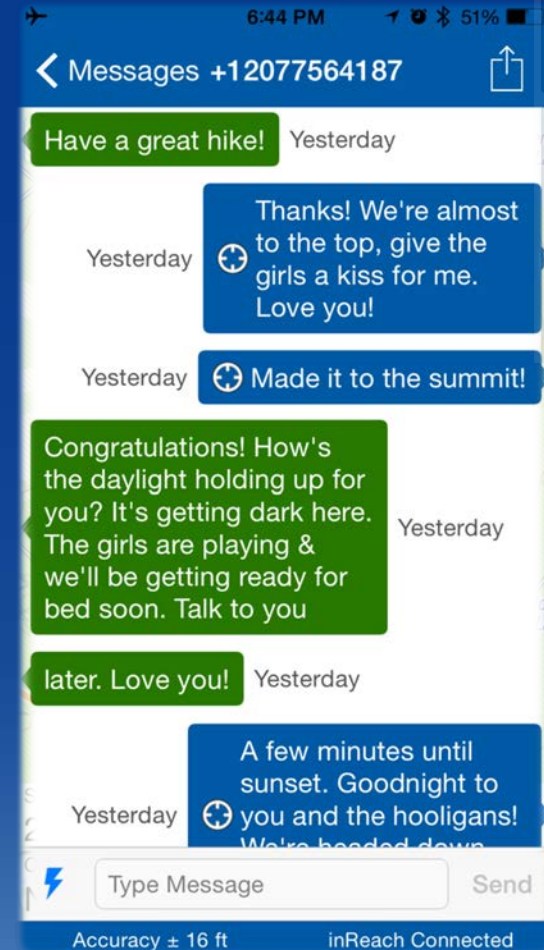 6:44 PM 51%
Messages +12077564187
Have a great hike! Yesterday
Thanks! We're almost
Yesterday to the top, give the
girls a kiss for me.
Love you!
Yesterday Made it to the summit!
Congratulations! How's
the daylight holding up for
you? It's getting dark here. Yesterday
The girls are playing &
we'll be getting ready for
bed soon. Talk to you
later. Love you! Yesterday
A few minutes until
sunset. Goodnight to
Yesterday you and the hooligans!
We're headed down
Type Message Send
Accuracy ± 16 ft inReach Connected